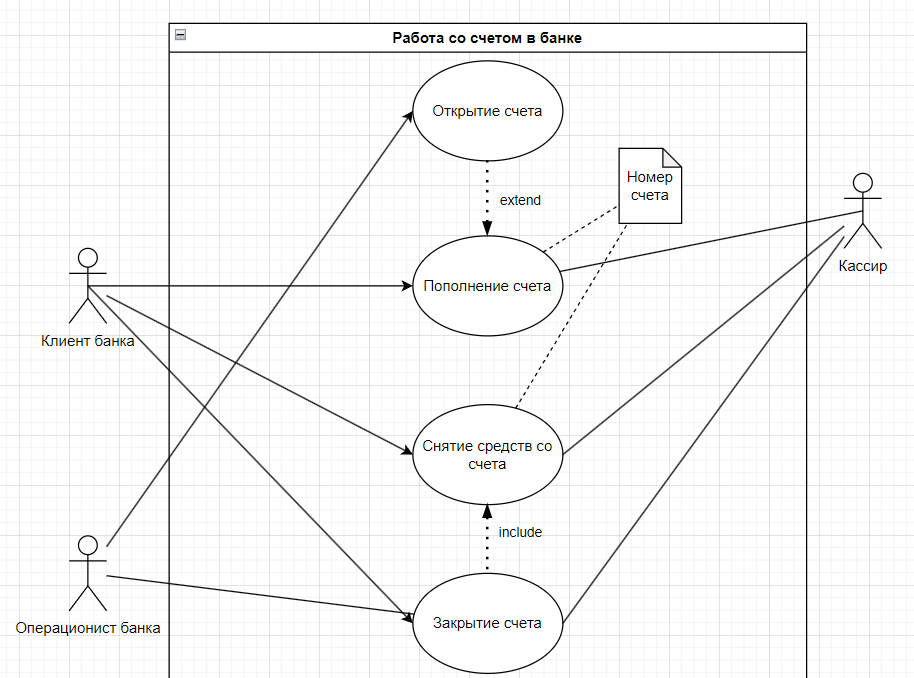 Работа со счетом в банке
Открытие счета
extend
Номер
счета
Кассир
Пополнение счета
Клиент банка
Снятие средств со
счета
include
Закрытие счета
Операционист банка